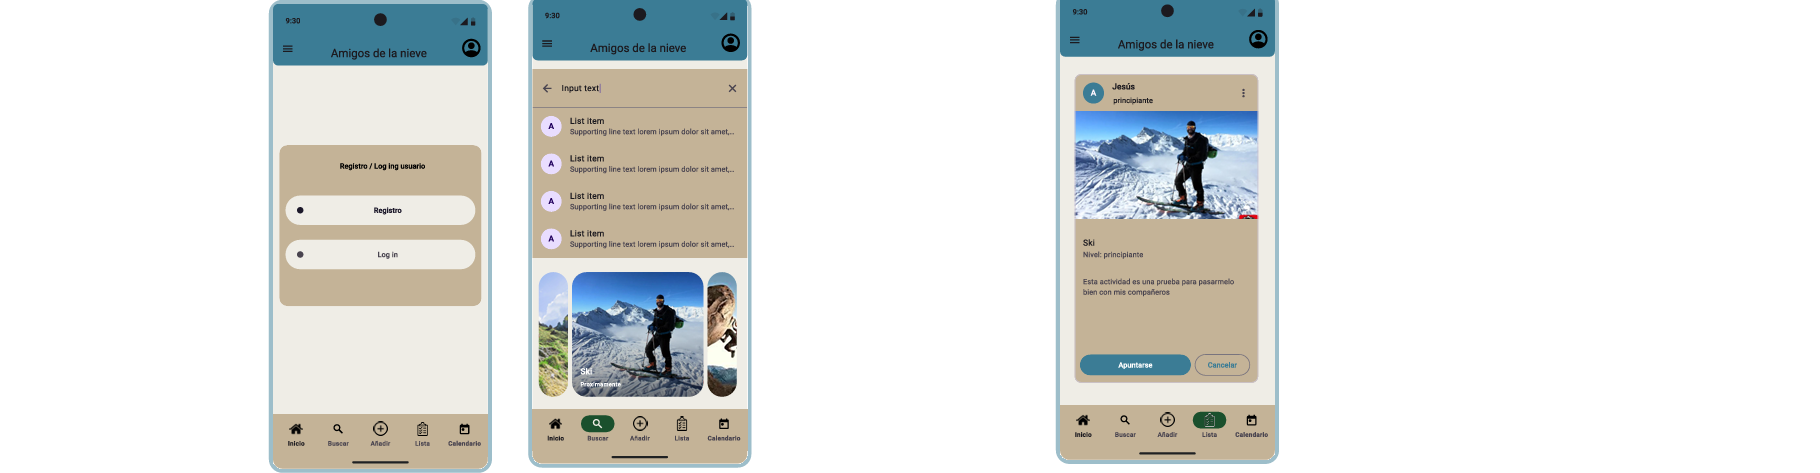 9:30
Amigos de la nieve
Registro / Log ing usuario
Registro
Log in
Inicio
Buscar
Añadir
Lista
Calendario
9:30
Amigos de la nieve
Input text
A
List item
Supporting line text lorem ipsum dolor sit amet,...
A
List item
Supporting line text lorem ipsum dolor sit amet,...
A
List item
Supporting line text lorem ipsum dolor sit amet,...
A
List item
Supporting line text lorem ipsum dolor sit amet,...
Ski
Proximamente
Inicio
Buscar
Añadir
Lista
Calendario
9:30
Amigos de la nieve
A
Jesús
principiante
Ski
Nivel: principiante
Esta actividad es una prueba para pasarmelo
bien con mis compañeros
Apuntarse
Cancelar
Inicio
Buscar
Añadir
Lista
Calendario